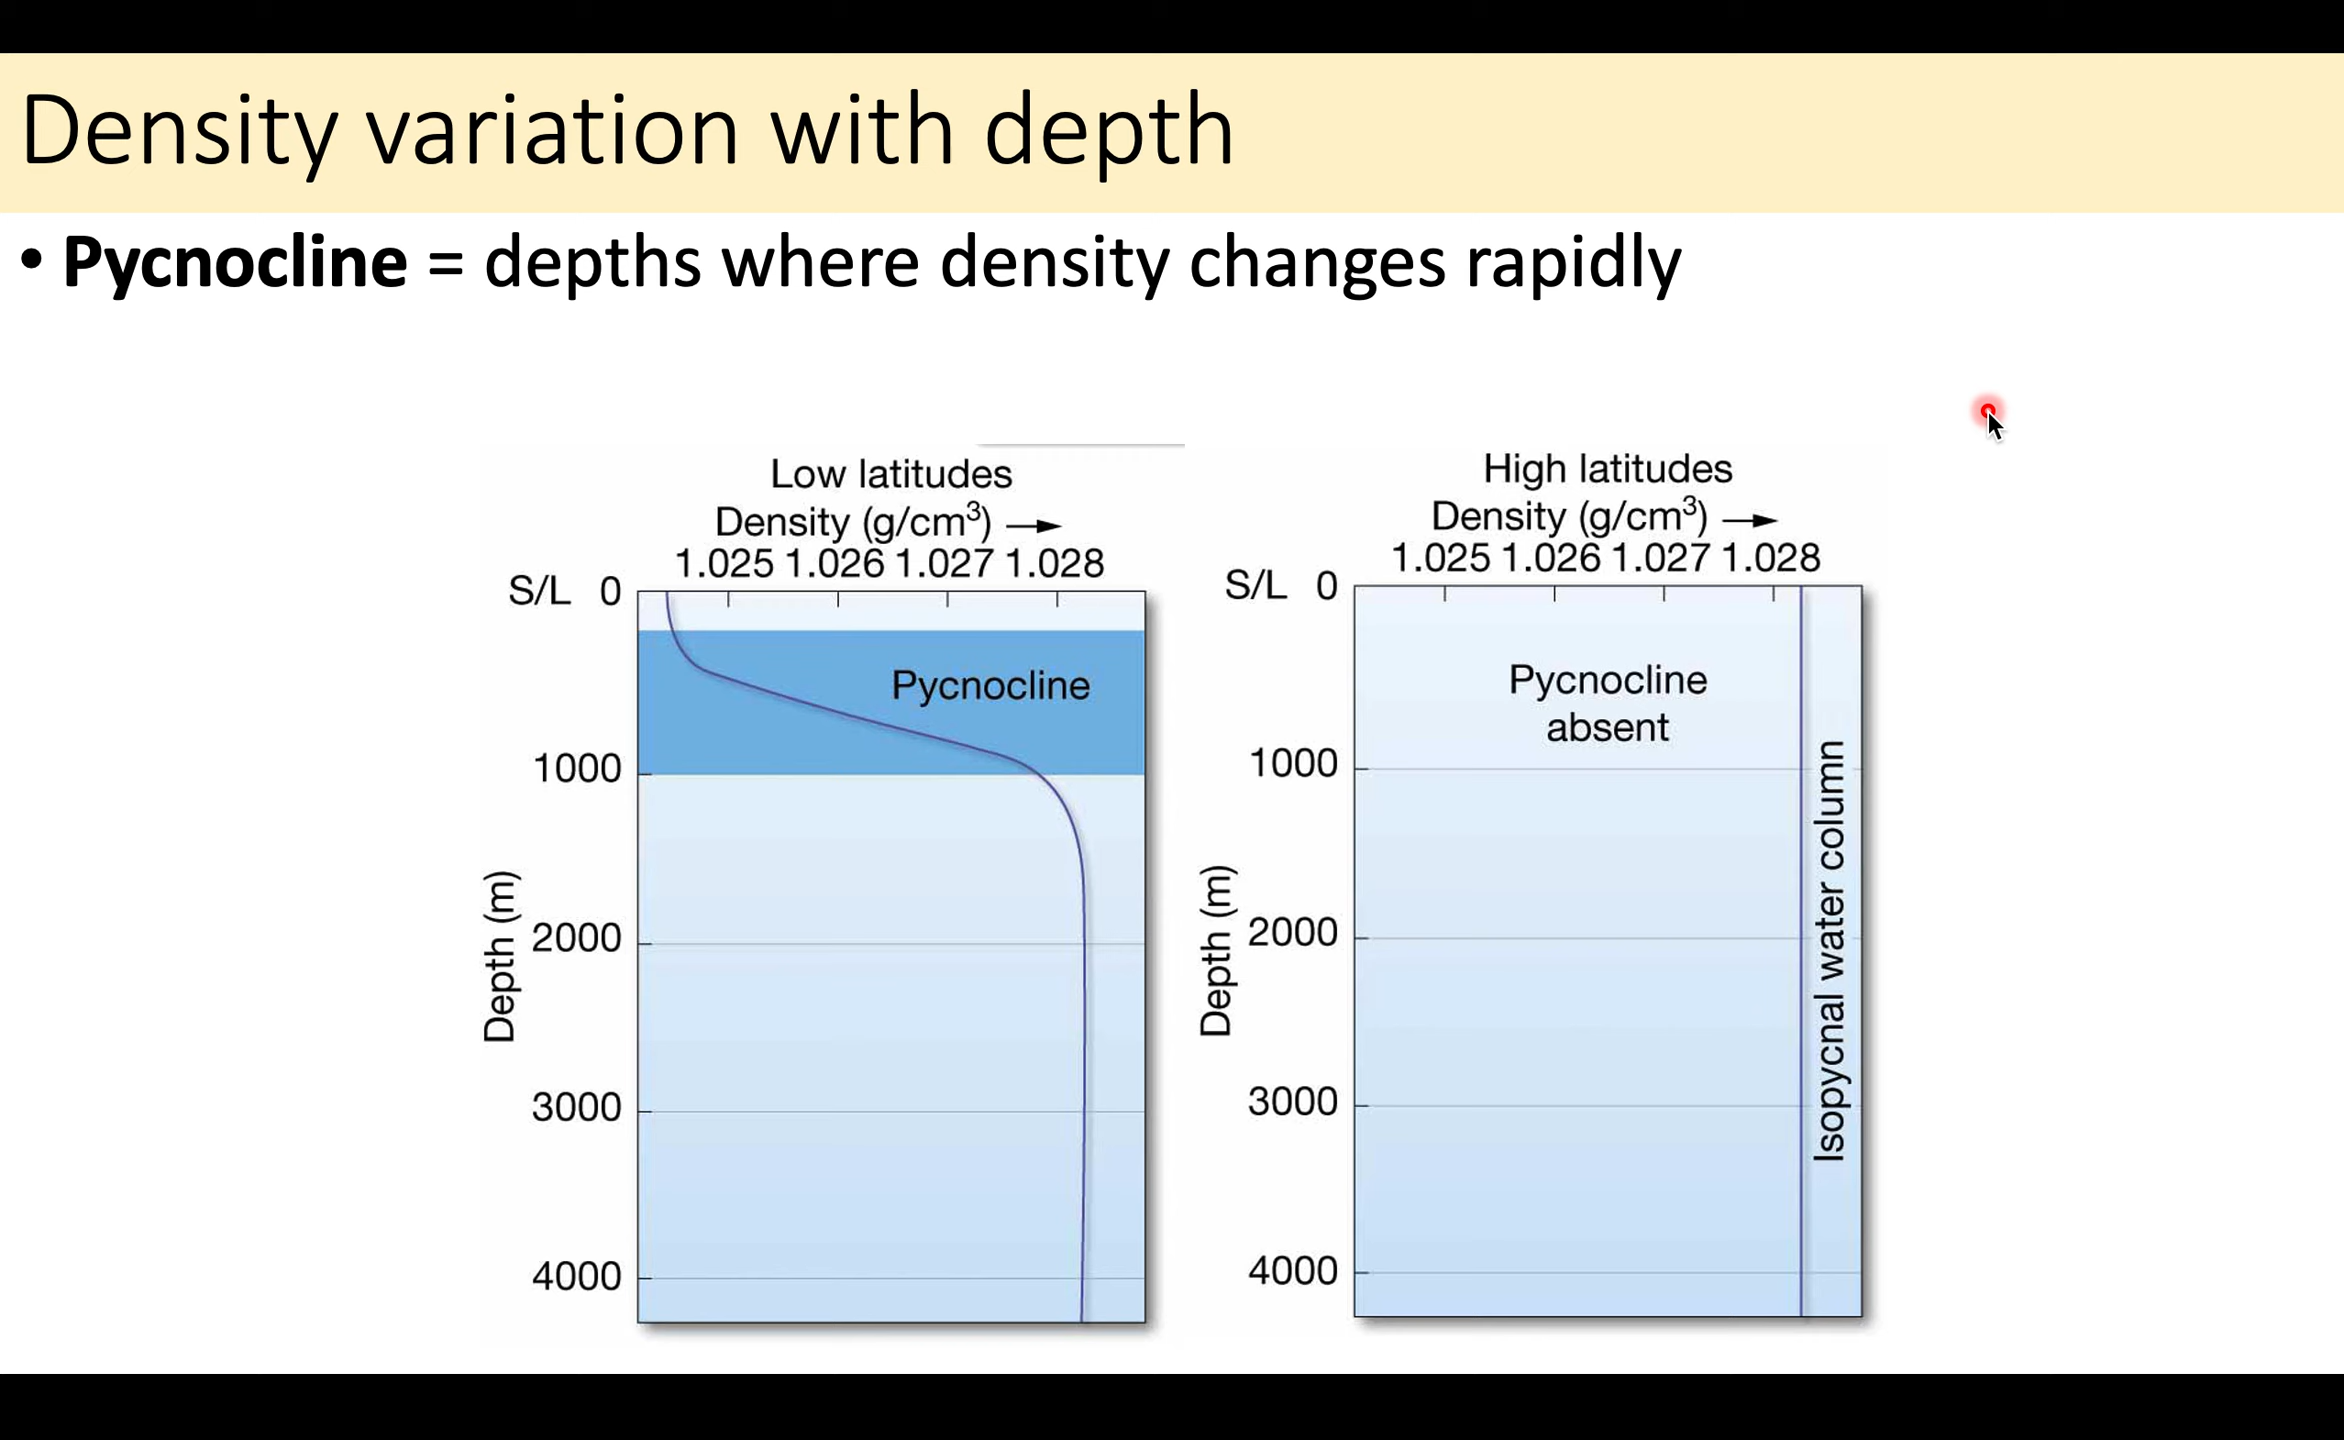 Density variation with depth
• Pycnocline = depths where density changes rapidly
Low latitudes
Density (g/cm³) →
1.025 1.026 1.027 1.028
S/L 0
Pycnocline
1000
2000
3000
4000
Depth (m)
High latitudes
Density (g/cm³) →
1.025 1.026 1.027 1.028
S/L 0
Pycnocline
absent
1000
2000
3000
4000
Depth (m)
Isopycnal water column